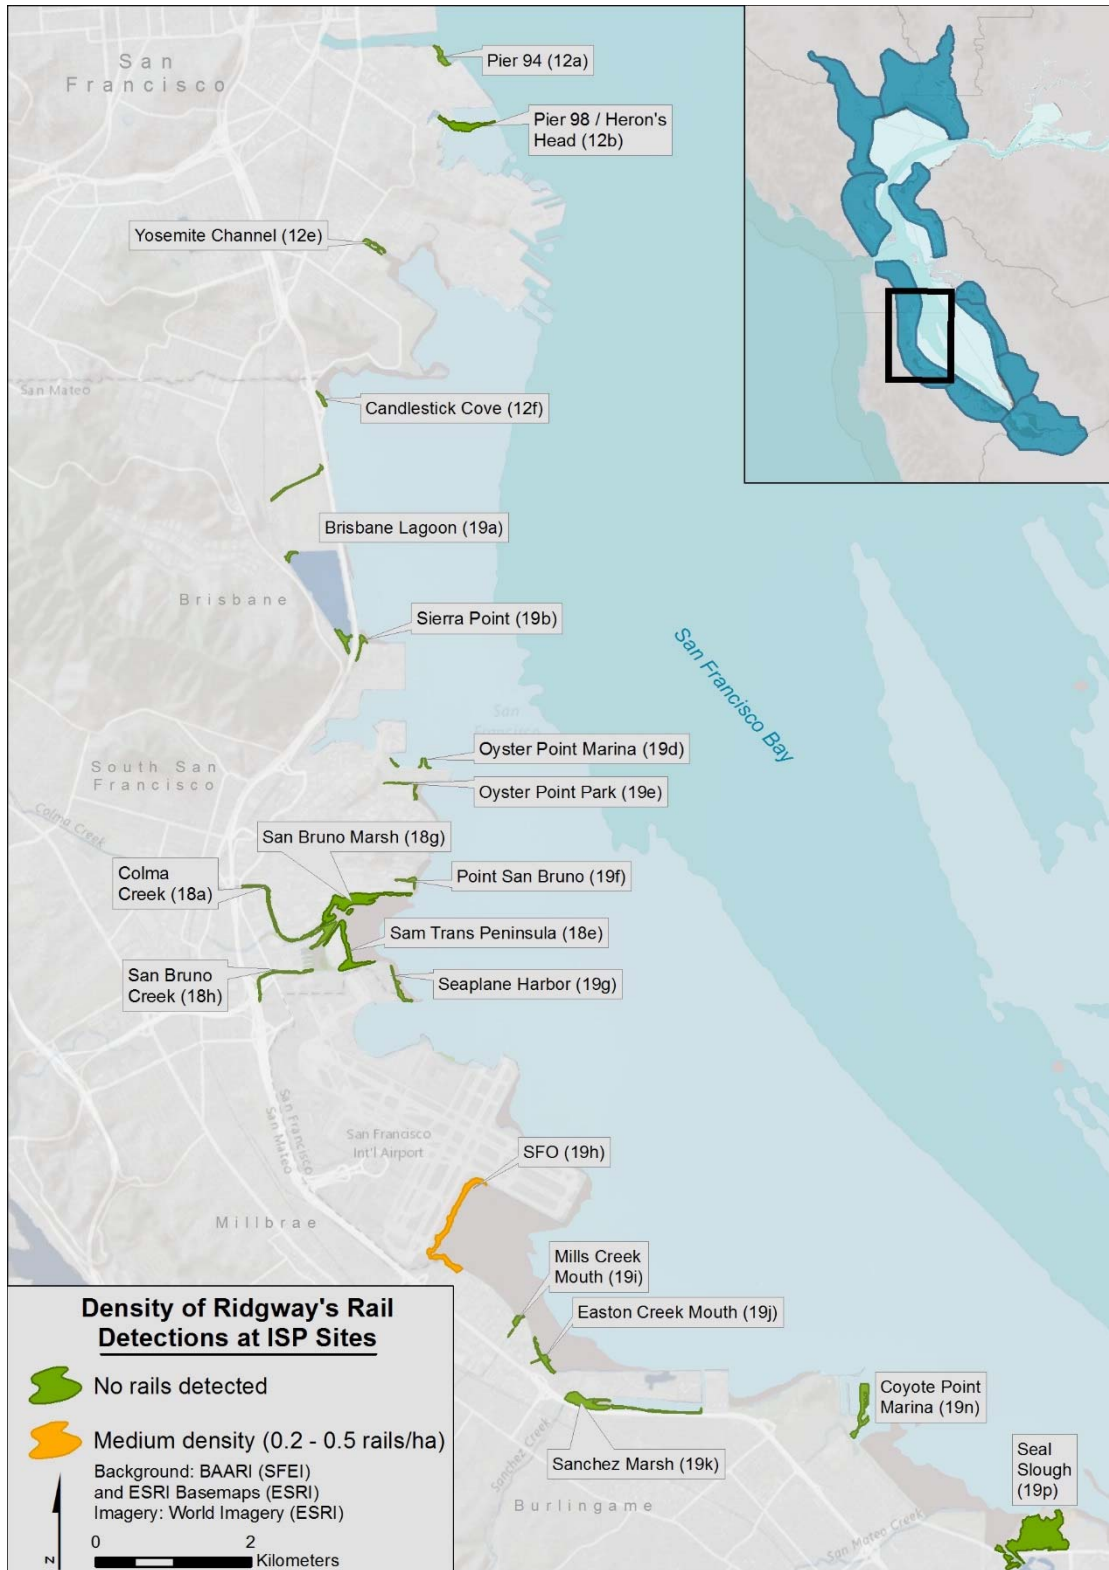 San
Francisco
Pier 94 (12a)
Pier 98 / Heron's
Head (12b)
Yosemite Channel (12e)
San Mateo
Candlestick Cove (12f)
Brisbane Lagoon (19a)
Brisbane
Sierra Point (19b)
San Francisco Bay
San
Oyster Point Marina (19d)
South San
Francisco
Oyster Point Park (19e)
Colma Creek
San Bruno Marsh (18g)
Colma
Creek (18a)
Point San Bruno (19f)
Sam Trans Peninsula (18e)
San Bruno
Creek (18h)
Seaplane Harbor (19g)
San Francisco
San Mateo
San Francisco
Int'l Airport
SFO (19h)
Millbrae
Mills Creek
Mouth (19i)
Easton Creek Mouth (19j)
Coyote Point
Marina (19n)
Sanchez Creek
Sanchez Marsh (19k)
Burlingame
San Mateo Creek
Seal
Slough
(19p)
Density of Ridgway's Rail
Detections at ISP Sites
No rails detected
Medium density (0.2 - 0.5 rails/ha)
Background: BAARI (SFEI)
and ESRI Basemaps (ESRI)
Imagery: World Imagery (ESRI)
0 2
Kilometers
N